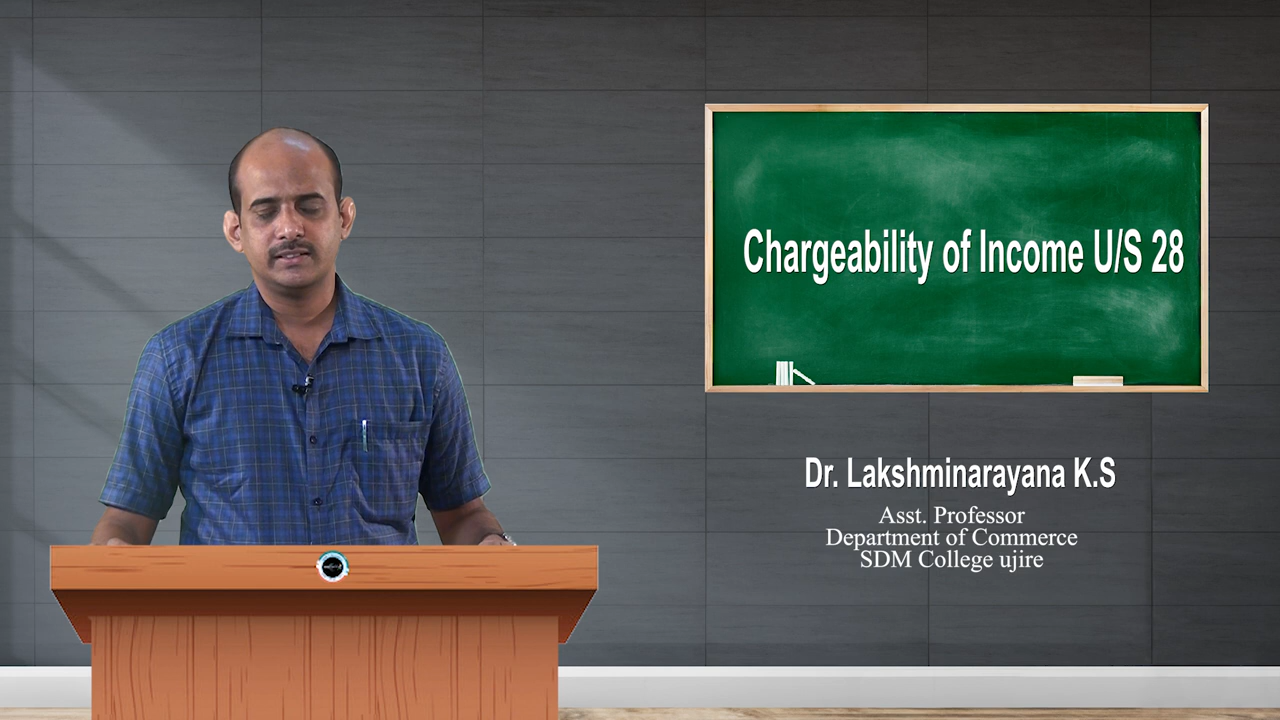 Chargeability of Income U/S 28
Dr. Lakshminarayana K.S
Asst. Professor
Department of Commerce
SDM College ujire